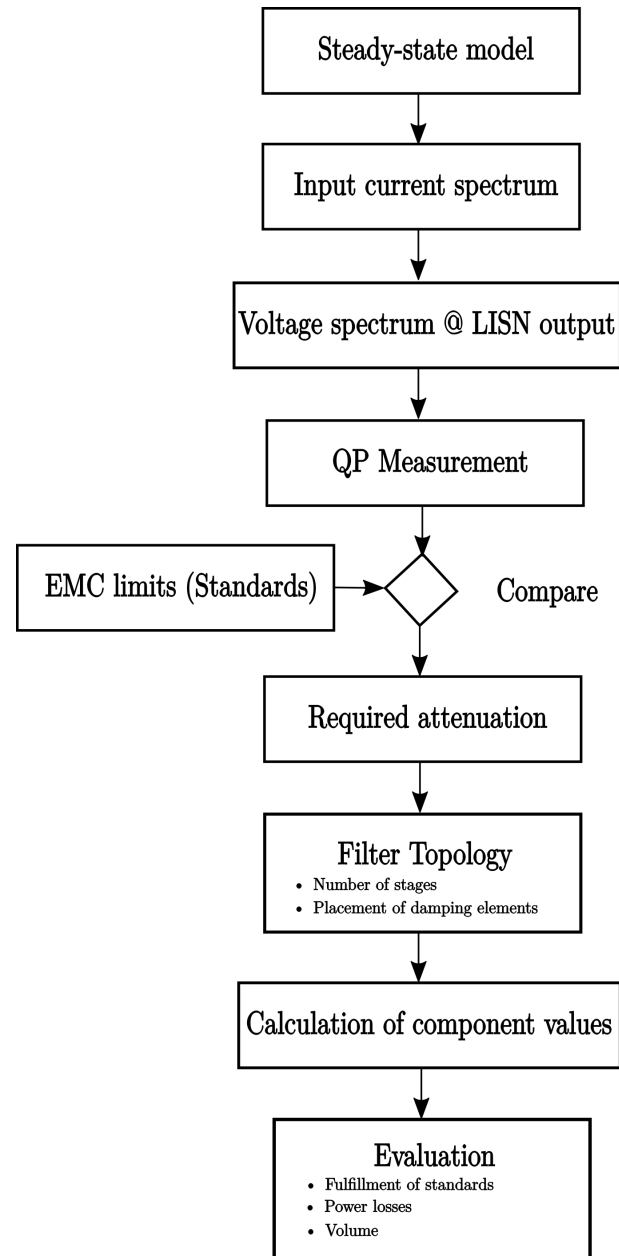 Steady-state model
Input current spectrum
Voltage spectrum @ LISN output
QP Measurement
EMC limits (Standards)
Compare
Required attenuation
Filter Topology
• Number of stages
• Placement of damping elements
Calculation of component values
Evaluation
• Fulfillment of standards
• Power losses
• Volume